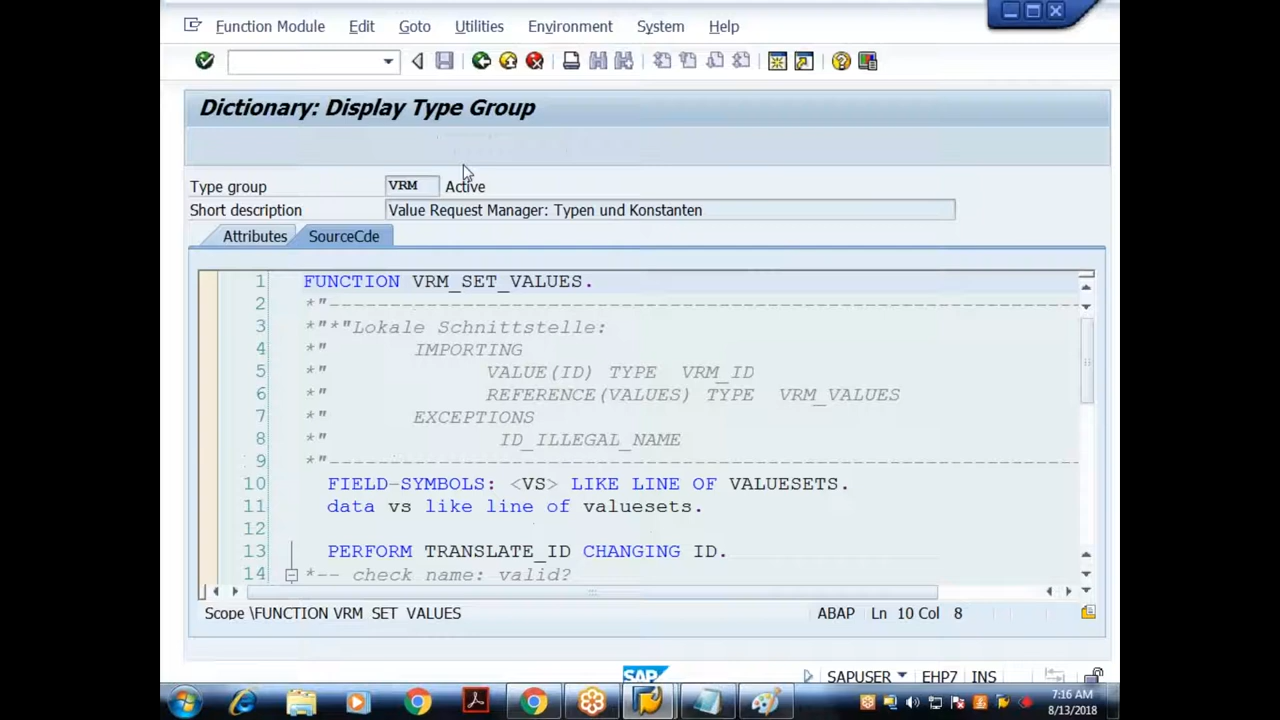 Function Module Edit Goto Utilities Environment System Help
Dictionary: Display Type Group
Type group VRM Active
Short description Value Request Manager: Typen und Konstanten
Attributes SourceCde
1 FUNCTION VRM_SET_VALUES.
2 *"----------------------------------------------------------------
3 *"*"Lokale Schnittstelle:
4 *" IMPORTING
5 *" VALUE(ID) TYPE VRM_ID
6 *" REFERENCE(VALUES) TYPE VRM_VALUES
7 *" EXCEPTIONS
8 *" ID_ILLEGAL_NAME
9 *"----------------------------------------------------------------
10 FIELD-SYMBOLS: <VS> LIKE LINE OF VALUESETS.
11 data vs like line of valuesets.
12
13 PERFORM TRANSLATE_ID CHANGING ID.
14 *-- check name: valid?
Scope \FUNCTION VRM_SET_VALUES ABAP Ln 10 Col 8
SAP SAPUSER EHP7 INS
7:16 AM
8/13/2018